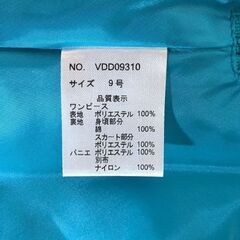 NO. VDD09310
サイズ 9号
品質表示
ワンピース
表地 ポリエステル 100%
裏地 身頃部分
綿 100%
スカート部分
ポリエステル 100%
パニエ ポリエステル 100%
別布
ナイロン 100%